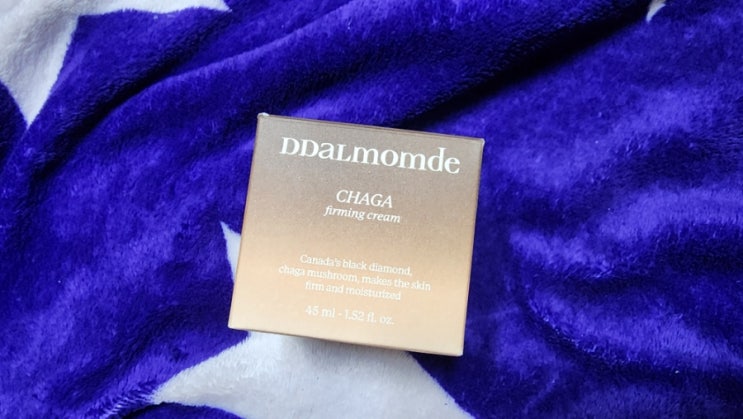 DDALMOMDE
CHAGA
firming cream
Canada's black diamond,
chaga mushroom, makes the skin
firm and moisturized
45 ml - 1.52 fl. oz.